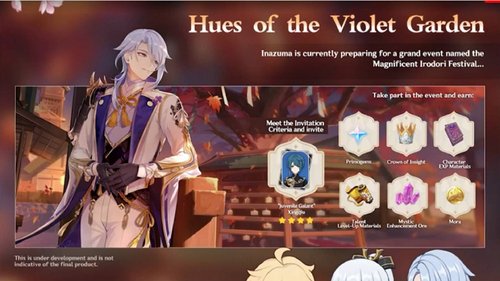 Hues of the Violet Garden
Inazuma is currently preparing for a grand event named the
Magnificent Irodori Festival...
Take part in the event and earn:
Meet the Invitation
Criteria and invite
"Juvenile Galant"
Xingqiu
Primogems
Crown of Insight
Character
EXP Materials
Talent
Level-Up Materials
Mystic
Enhancement Ore
Mora
This is under development and is not
indicative of the final product.